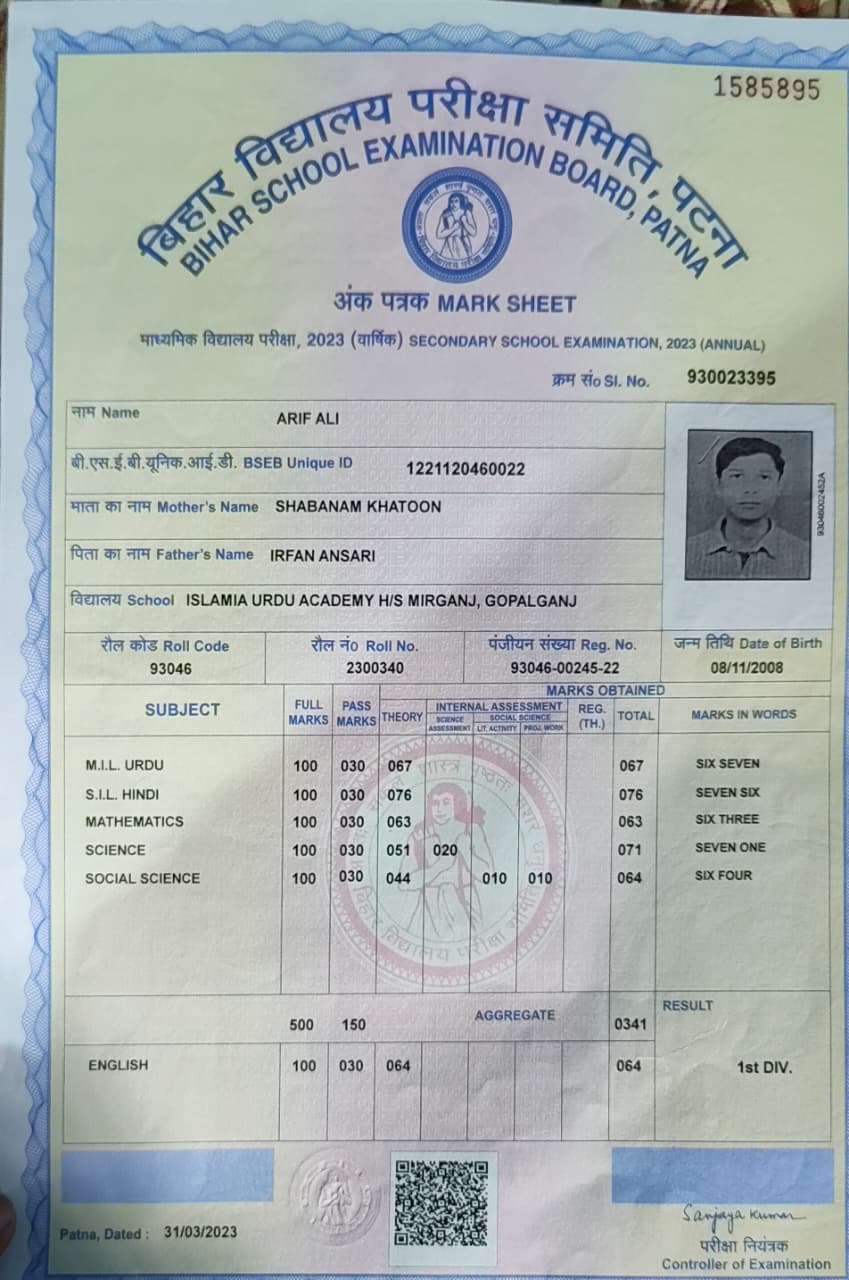 1585895
बिहार विद्यालय परीक्षा समिति, पटना
BIHAR SCHOOL EXAMINATION BOARD, PATNA
अंक पत्रक MARK SHEET
माध्यमिक विद्यालय परीक्षा, 2023 (वार्षिक) SECONDARY SCHOOL EXAMINATION, 2023 (ANNUAL)
क्रम संo Sl. No. 930023395
नाम Name ARIF ALI
बी.एस.ई.बी.यूनिक.आई.डी. BSEB Unique ID 1221120460022
माता का नाम Mother's Name SHABANAM KHATOON
पिता का नाम Father's Name IRFAN ANSARI
विद्यालय School ISLAMIA URDU ACADEMY H/S MIRGANJ, GOPALGANJ
93046002452A
रौल कोड Roll Code रौल नंo Roll No. पंजीयन संख्या Reg. No. जन्म तिथि Date of Birth
93046 2300340 93046-00245-22 08/11/2008
MARKS OBTAINED
SUBJECT FULL MARKS PASS MARKS THEORY INTERNAL ASSESSMENT REG. (TH.) TOTAL MARKS IN WORDS
SCIENCE ASSESSMENT SOCIAL SCIENCE LIT. ACTIVITY PROJ. WORK
M.I.L. URDU 100 030 067 067 SIX SEVEN
S.I.L. HINDI 100 030 076 076 SEVEN SIX
MATHEMATICS 100 030 063 063 SIX THREE
SCIENCE 100 030 051 020 071 SEVEN ONE
SOCIAL SCIENCE 100 030 044 010 010 064 SIX FOUR
500 150 AGGREGATE 0341 RESULT
ENGLISH 100 030 064 064 1st DIV.
Patna, Dated : 31/03/2023
Sanjaya Kumar
परीक्षा नियंत्रक
Controller of Examination